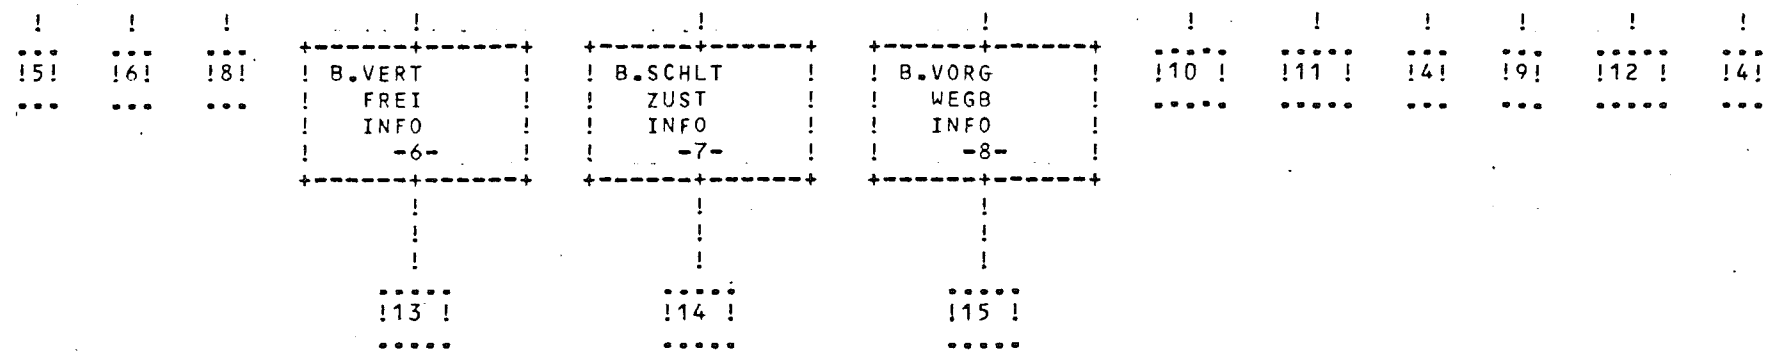 !5! !6! !8! ! B.VERT ! ! B.SCHLT ! ! B.VORG ! !10 ! !11 ! !4! !9! !12 ! !4!
! FREI ! ! ZUST ! ! WEGB !
! INFO ! ! INFO ! ! INFO !
! -6- ! ! -7- ! ! -8- !
!13 ! !14 ! !15 !